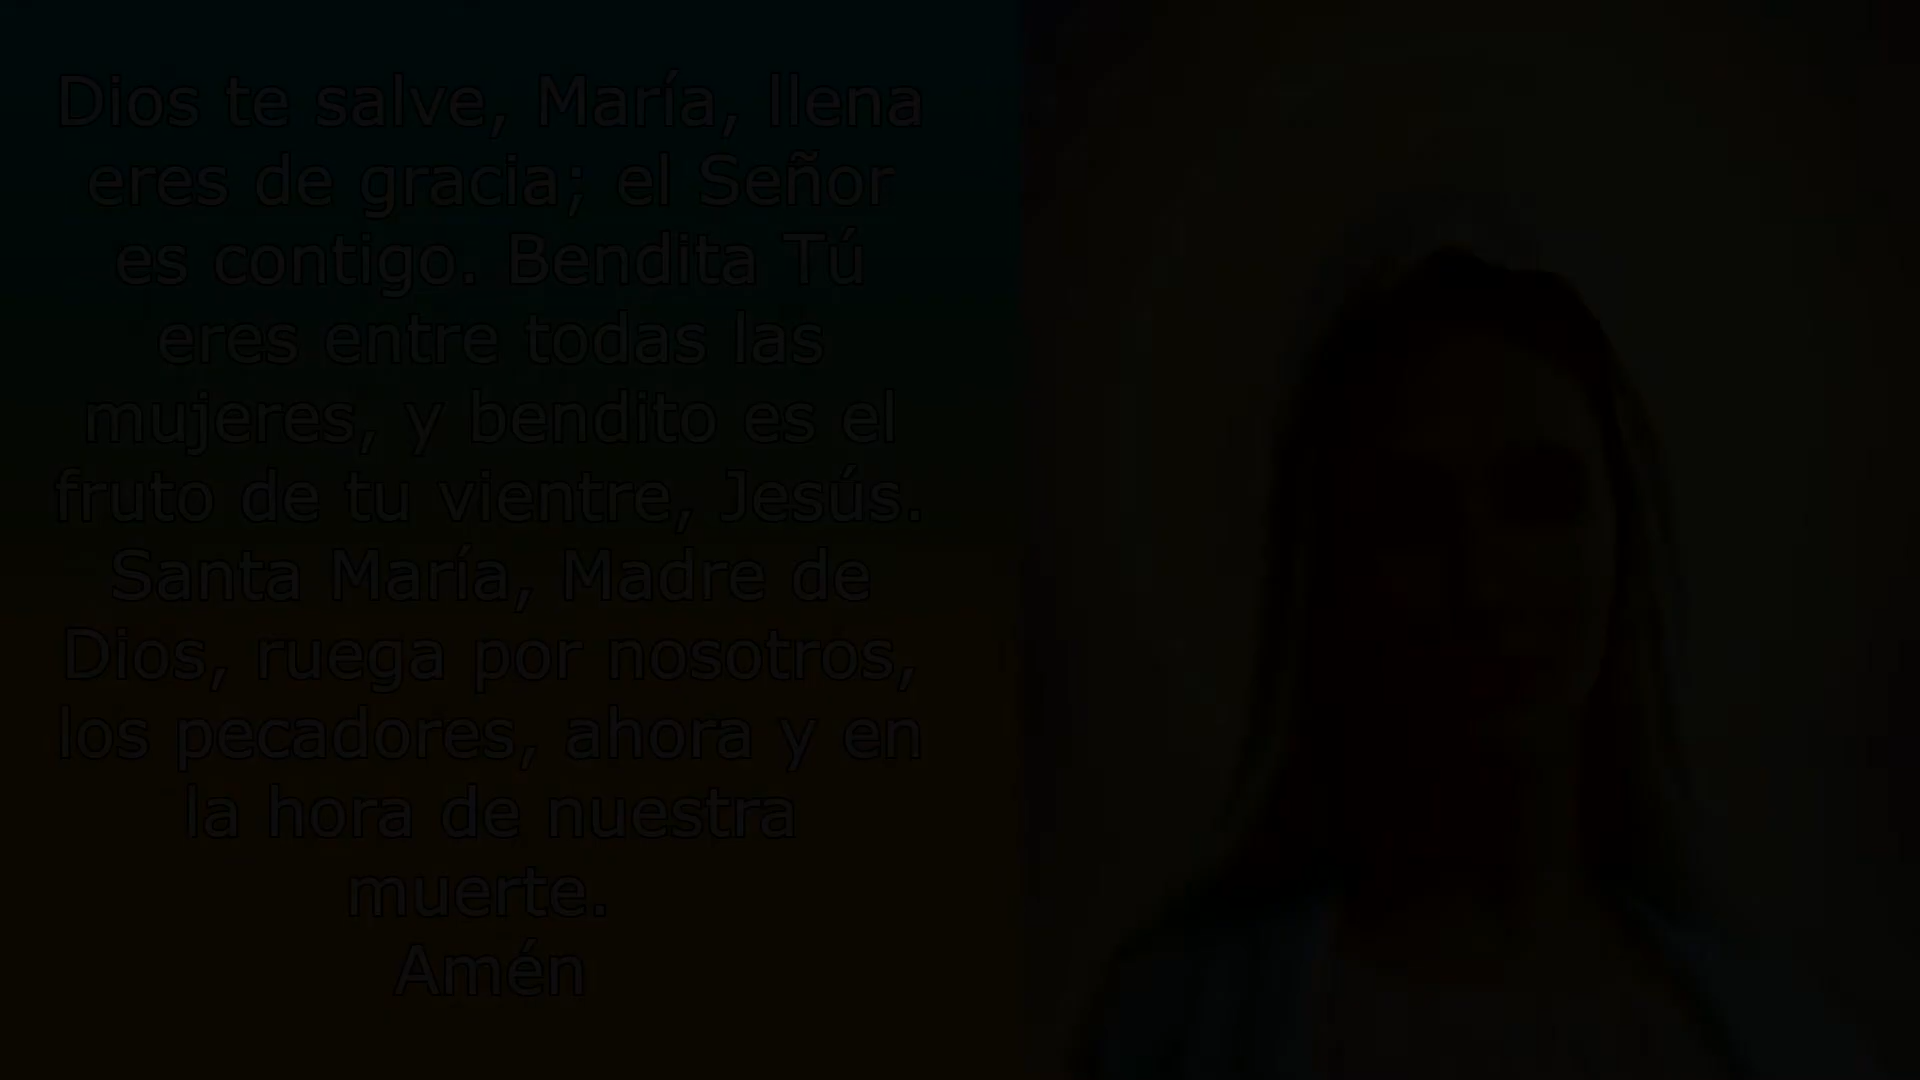 Dios te salve, María, llena
eres de gracia; el Señor
es contigo. Bendita Tú
eres entre todas las
mujeres, y bendito es el
fruto de tu vientre, Jesús.
Santa María, Madre de
Dios, ruega por nosotros,
los pecadores, ahora y en
la hora de nuestra
muerte.
Amén